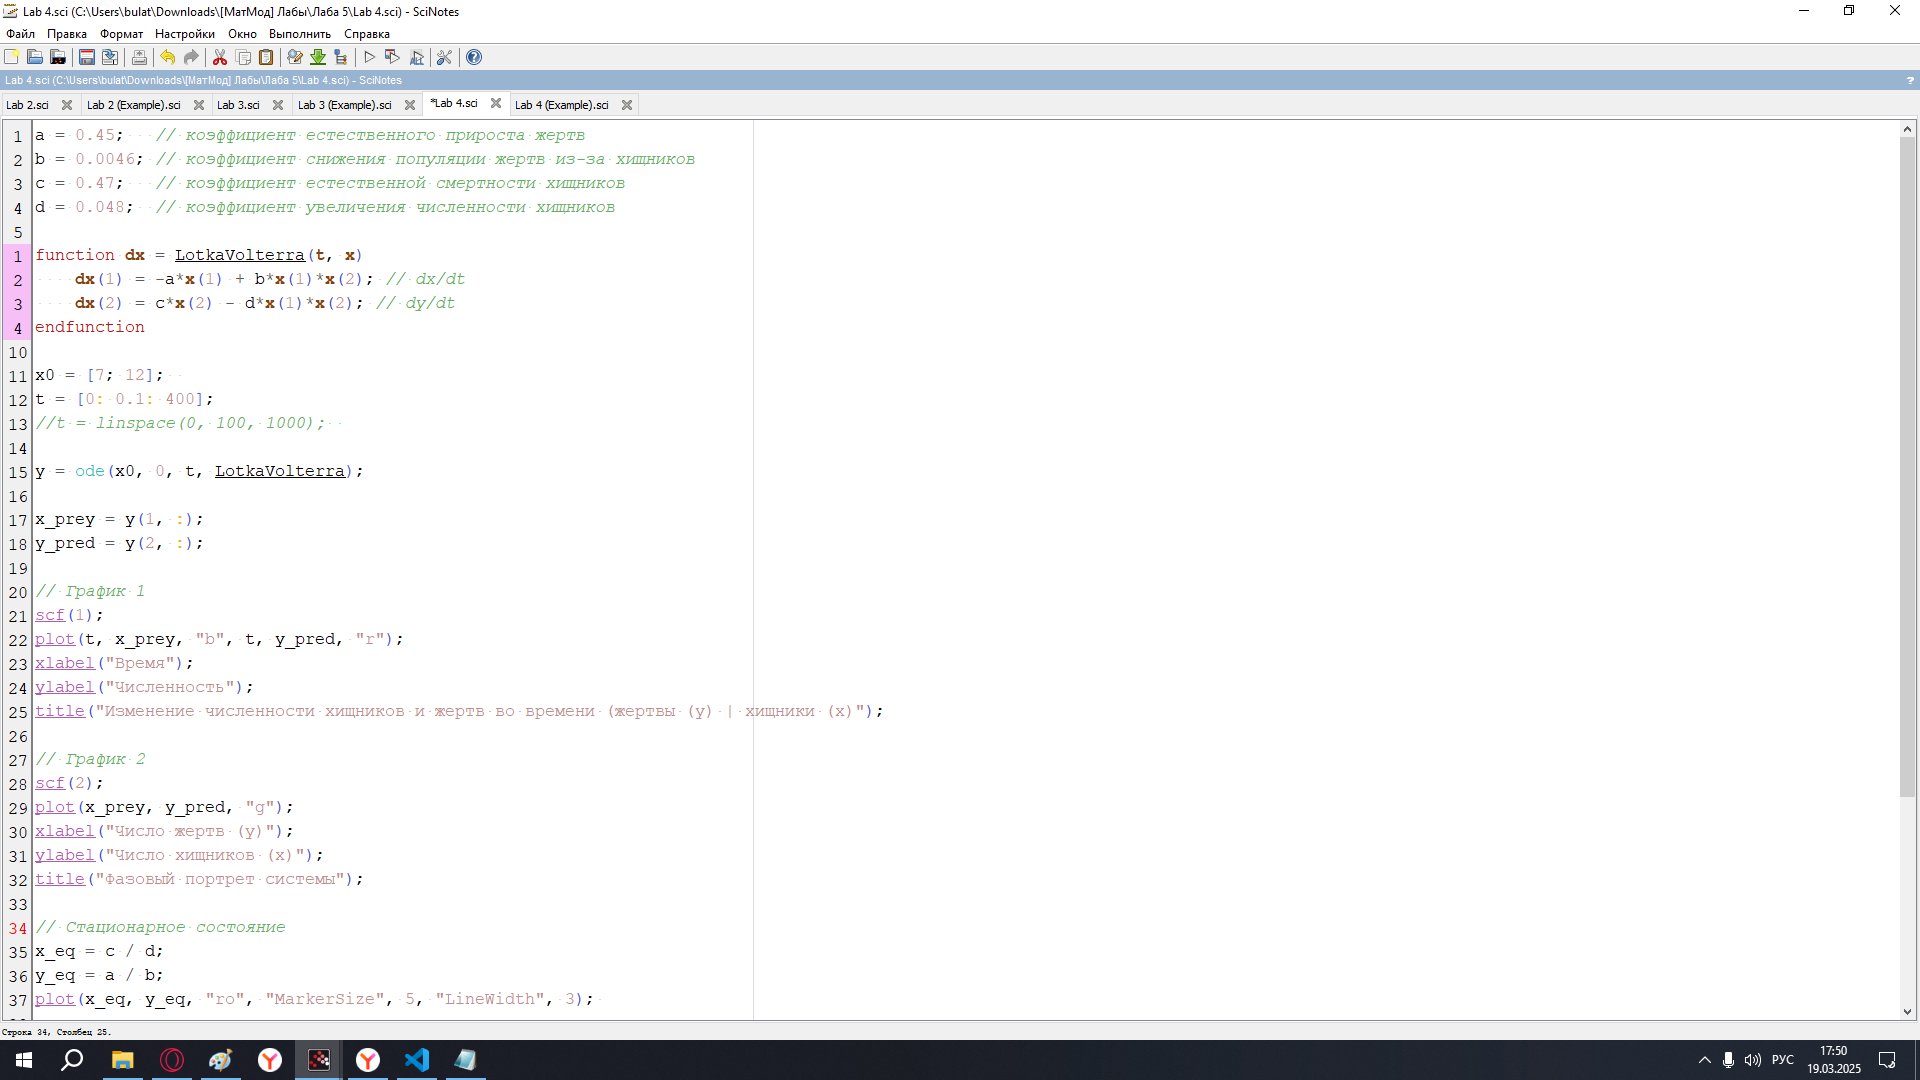 Lab 4.sci (C:\Users\bulat\Downloads\[МатМод] Лабы\Лаба 5\Lab 4.sci) - SciNotes
Файл Правка Формат Настройки Окно Выполнить Справка
Lab 4.sci (C:\Users\bulat\Downloads\[МатМод] Лабы\Лаба 5\Lab 4.sci) - SciNotes ?
Lab 2.sci Lab 2 (Example).sci Lab 3.sci Lab 3 (Example).sci *Lab 4.sci Lab 4 (Example).sci
1 a = 0.45; // коэффициент естественного прироста жертв
2 b = 0.0046; // коэффициент снижения популяции жертв из-за хищников
3 c = 0.47; // коэффициент естественной смертности хищников
4 d = 0.048; // коэффициент увеличения численности хищников
5
1 function dx = LotkaVolterra(t, x)
2 dx(1) = -a*x(1) + b*x(1)*x(2); // dx/dt
3 dx(2) = c*x(2) - d*x(1)*x(2); // dy/dt
4 endfunction
10
11 x0 = [7; 12];
12 t = [0: 0.1: 400];
13 //t = linspace(0, 100, 1000);
14
15 y = ode(x0, 0, t, LotkaVolterra);
16
17 x_prey = y(1, :);
18 y_pred = y(2, :);
19
20 // График 1
21 scf(1);
22 plot(t, x_prey, "b", t, y_pred, "r");
23 xlabel("Время");
24 ylabel("Численность");
25 title("Изменение численности хищников и жертв во времени (жертвы (y) | хищники (x)");
26
27 // График 2
28 scf(2);
29 plot(x_prey, y_pred, "g");
30 xlabel("Число жертв (y)");
31 ylabel("Число хищников (x)");
32 title("Фазовый портрет системы");
33
34 // Стационарное состояние
35 x_eq = c / d;
36 y_eq = a / b;
37 plot(x_eq, y_eq, "ro", "MarkerSize", 5, "LineWidth", 3);
Строка 34, Столбец 25.
РУС
17:50
19.03.2025